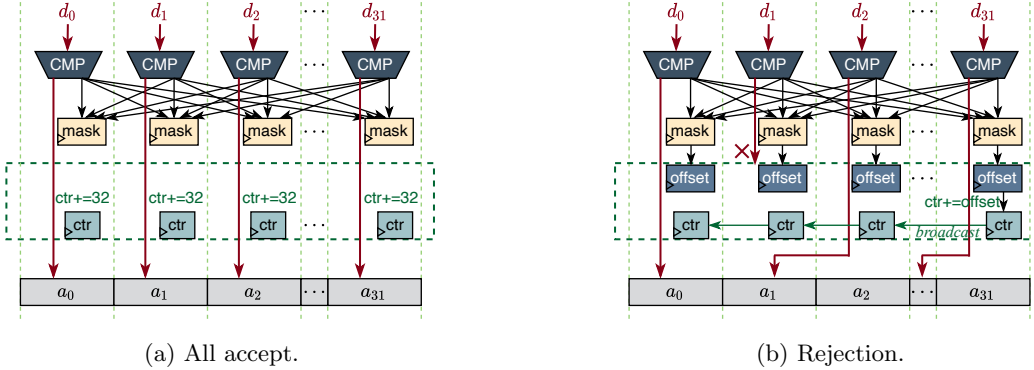 d₀ d₁ d₂ ··· d₃₁
CMP CMP CMP ··· CMP
mask mask mask ··· mask
ctr+=32 ctr+=32 ctr+=32 ctr+=32
ctr ctr ctr ··· ctr
a₀ a₁ a₂ ··· a₃₁
(a) All accept.
d₀ d₁ d₂ ··· d₃₁
CMP CMP CMP ··· CMP
mask mask mask ··· mask
offset offset offset ··· offset
ctr+=offset
ctr ctr ctr ctr
broadcast
a₀ a₁ a₂ ··· a₃₁
(b) Rejection.